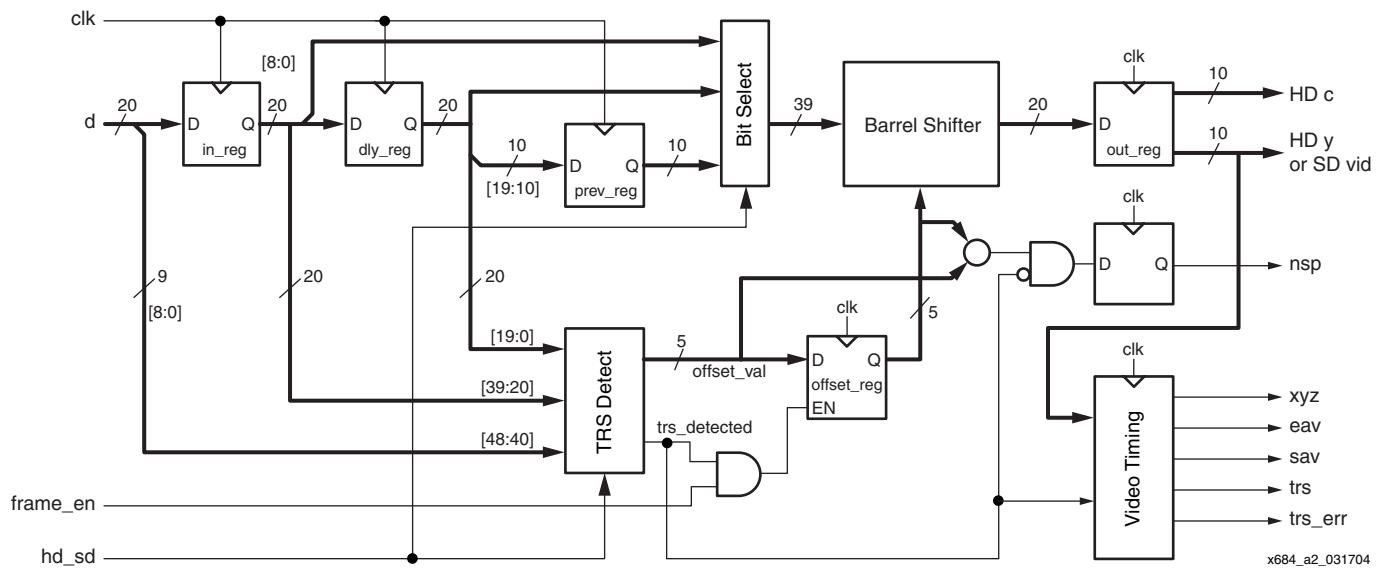 clk
[8:0]
d
20
D
Q
in_reg
20
D
Q
dly_reg
20
10
[19:10]
D
Q
prev_reg
10
Bit Select
39
Barrel Shifter
20
clk
D
out_reg
10
HD c
10
HD y
or SD vid
9
[8:0]
20
20
clk
D
Q
nsp
[19:0]
[39:20]
[48:40]
TRS Detect
5
offset_val
clk
D
Q
offset_reg
EN
5
trs_detected
clk
Video Timing
xyz
eav
sav
trs
trs_err
frame_en
hd_sd
x684_a2_031704